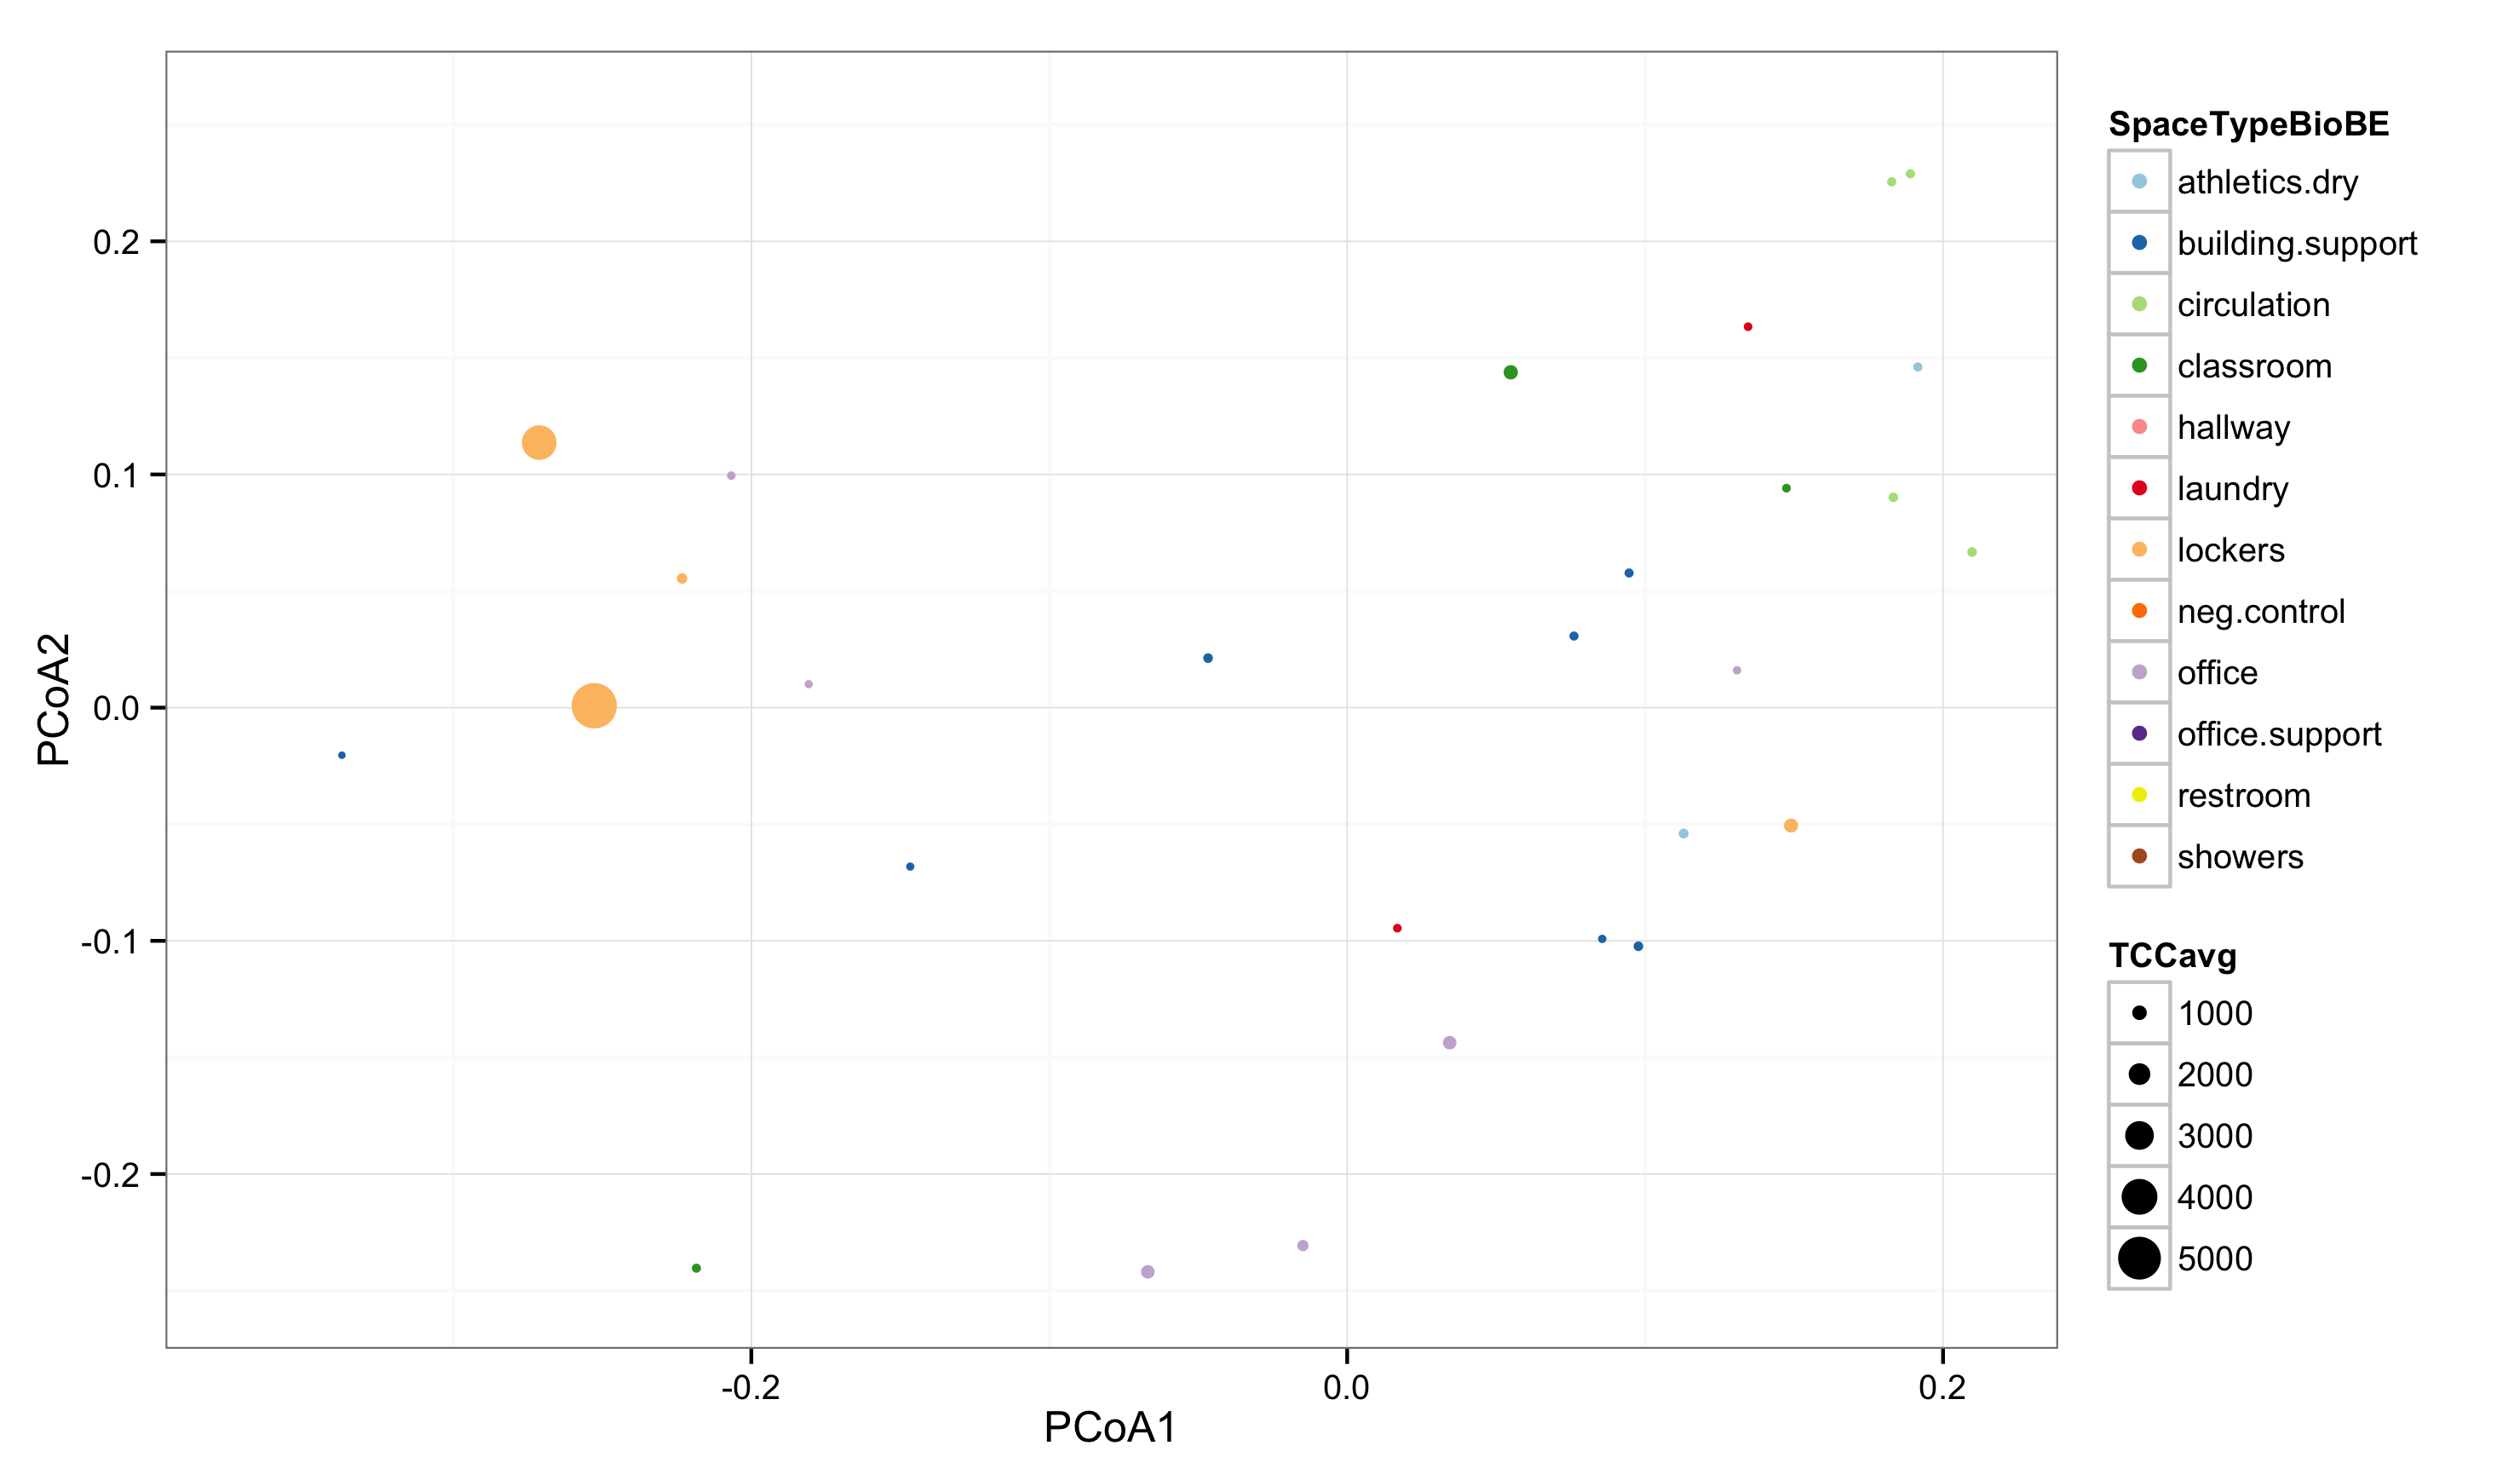 SpaceTypeBioBE
athletics.dry
building.support
circulation
classroom
hallway
laundry
lockers
neg.control
office
office.support
restroom
showers
TCCavg
1000
2000
3000
4000
5000
PCoA2
0.2
0.1
0.0
-0.1
-0.2
-0.2 0.0 0.2
PCoA1